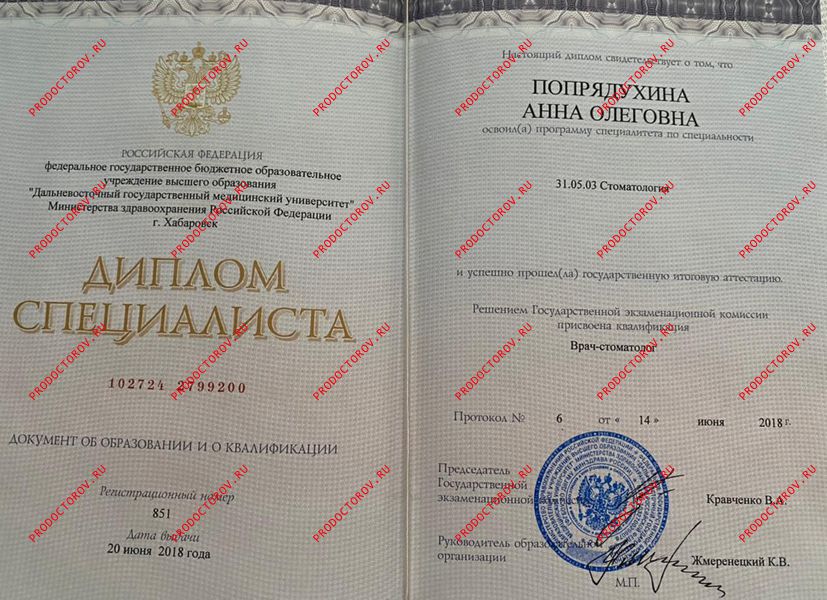 РОССИЙСКАЯ ФЕДЕРАЦИЯ
федеральное государственное бюджетное образовательное
учреждение высшего образования
"Дальневосточный государственный медицинский университет"
Министерства здравоохранения Российской Федерации
г. Хабаровск
ДИПЛОМ
СПЕЦИАЛИСТА
102724 2799200
ДОКУМЕНТ ОБ ОБРАЗОВАНИИ И О КВАЛИФИКАЦИИ
Регистрационный номер
851
Дата выдачи
20 июня 2018 года
Настоящий диплом свидетельствует о том, что
ПОПРЯДУХИНА
АННА ОЛЕГОВНА
освоил(а) программу специалитета по специальности
31.05.03 Стоматология
и успешно прошел(ла) государственную итоговую аттестацию.
Решением Государственной экзаменационной комиссии
присвоена квалификация
Врач-стоматолог
Протокол № 6 от « 14 » июня 2018 г.
Председатель
Государственной
экзаменационной
Кравченко В.А.
Руководитель образовательной
организации
Жмеренецкий К.В.
М.П.
PRODOCTOROV.RU